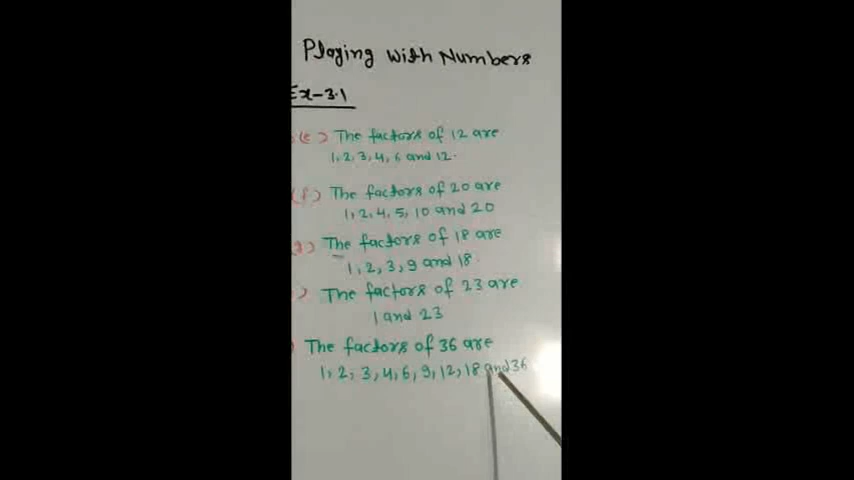 Playing With Numbers
Ex-3.1
(e) The factors of 12 are
1, 2, 3, 4, 6 and 12.
(f) The factors of 20 are
1, 2, 4, 5, 10 and 20
(g) The factors of 18 are
1, 2, 3, 9 and 18.
) The factors of 23 are
1 and 23
) The factors of 36 are
1, 2, 3, 4, 6, 9, 12, 18 and 36